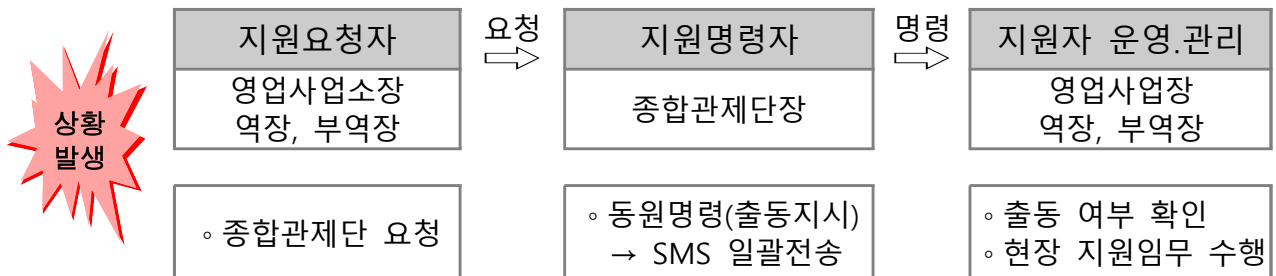 상황
발생
지원요청자
영업사업소장
역장, 부역장
◦ 종합관제단 요청
요청
지원명령자
종합관제단장
◦ 동원명령(출동지시)
→ SMS 일괄전송
명령
지원자 운영.관리
영업사업장
역장, 부역장
◦ 출동 여부 확인
◦ 현장 지원임무 수행